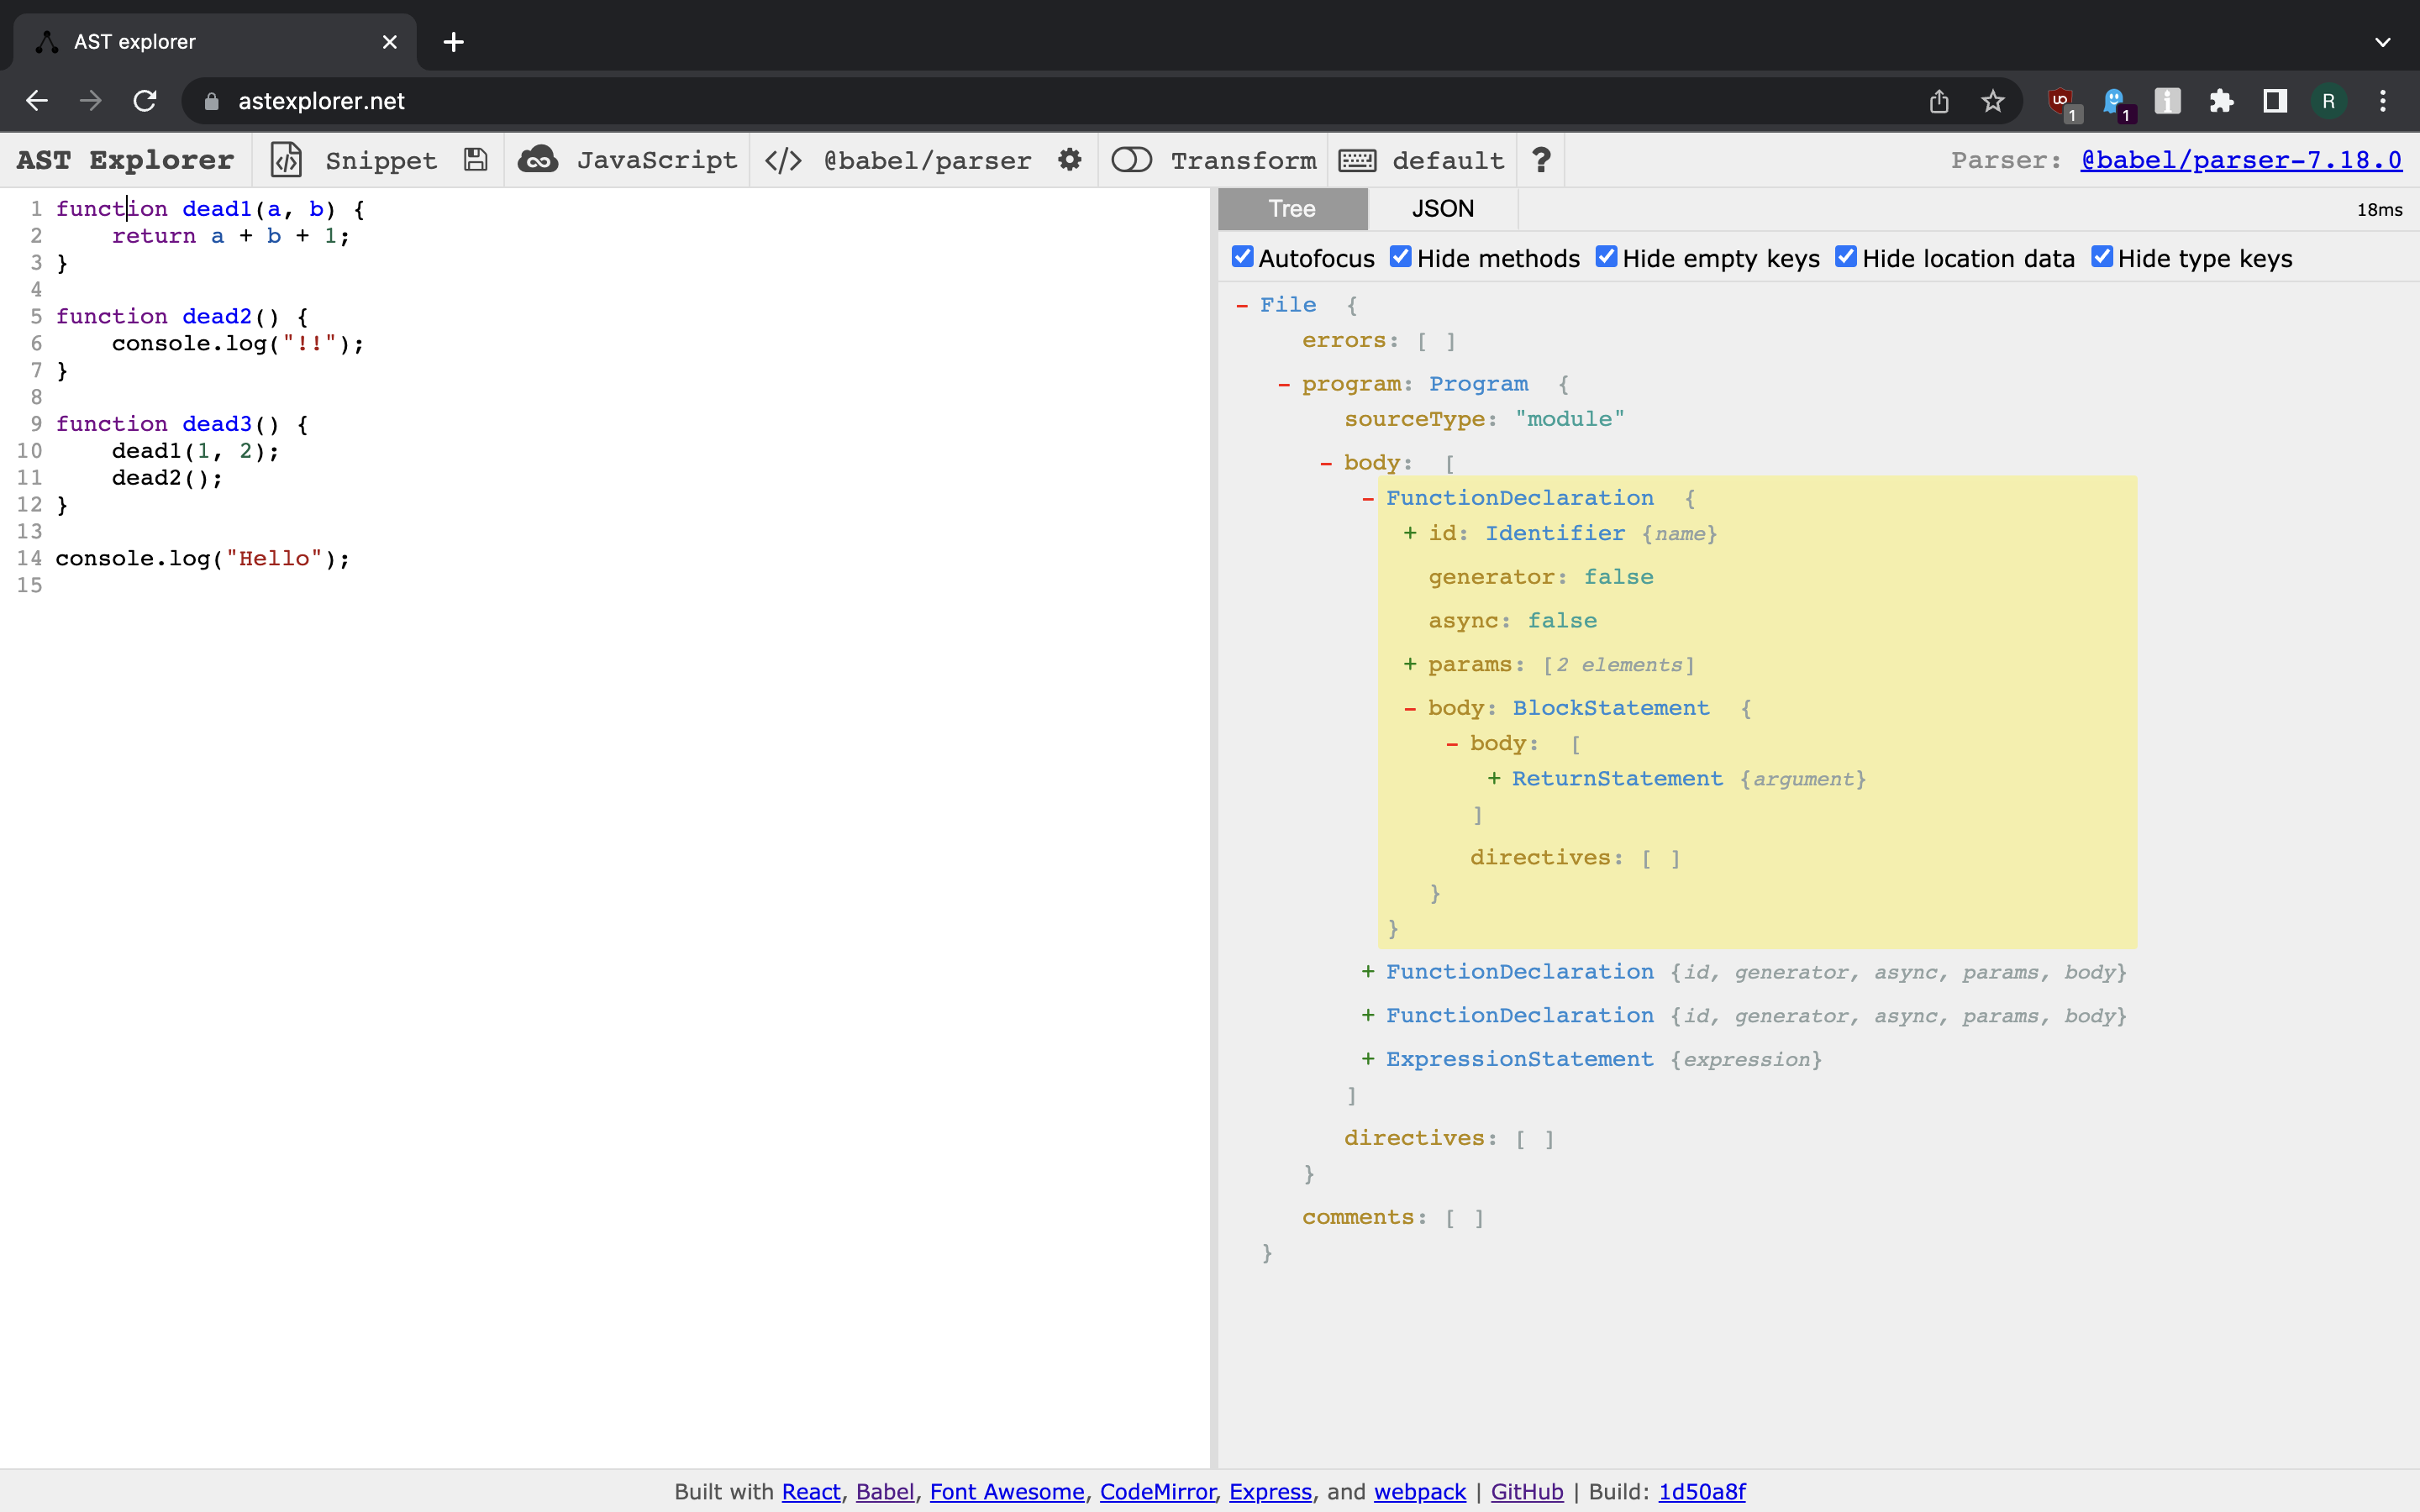 AST explorer
astexplorer.net
1
1
R
AST Explorer Snippet JavaScript </> @babel/parser Transform default ? Parser: @babel/parser-7.18.0
1 function dead1(a, b) {
2     return a + b + 1;
3 }
4
5 function dead2() {
6     console.log("!!");
7 }
8
9 function dead3() {
10     dead1(1, 2);
11     dead2();
12 }
13
14 console.log("Hello");
15
Tree JSON 18ms
Autofocus Hide methods Hide empty keys Hide location data Hide type keys
- File {
errors: [ ]
- program: Program {
sourceType: "module"
- body: [
- FunctionDeclaration {
+ id: Identifier {name}
generator: false
async: false
+ params: [2 elements]
- body: BlockStatement {
- body: [
+ ReturnStatement {argument}
]
directives: [ ]
}
}
+ FunctionDeclaration {id, generator, async, params, body}
+ FunctionDeclaration {id, generator, async, params, body}
+ ExpressionStatement {expression}
]
directives: [ ]
}
comments: [ ]
}
Built with React, Babel, Font Awesome, CodeMirror, Express, and webpack | GitHub | Build: 1d50a8f